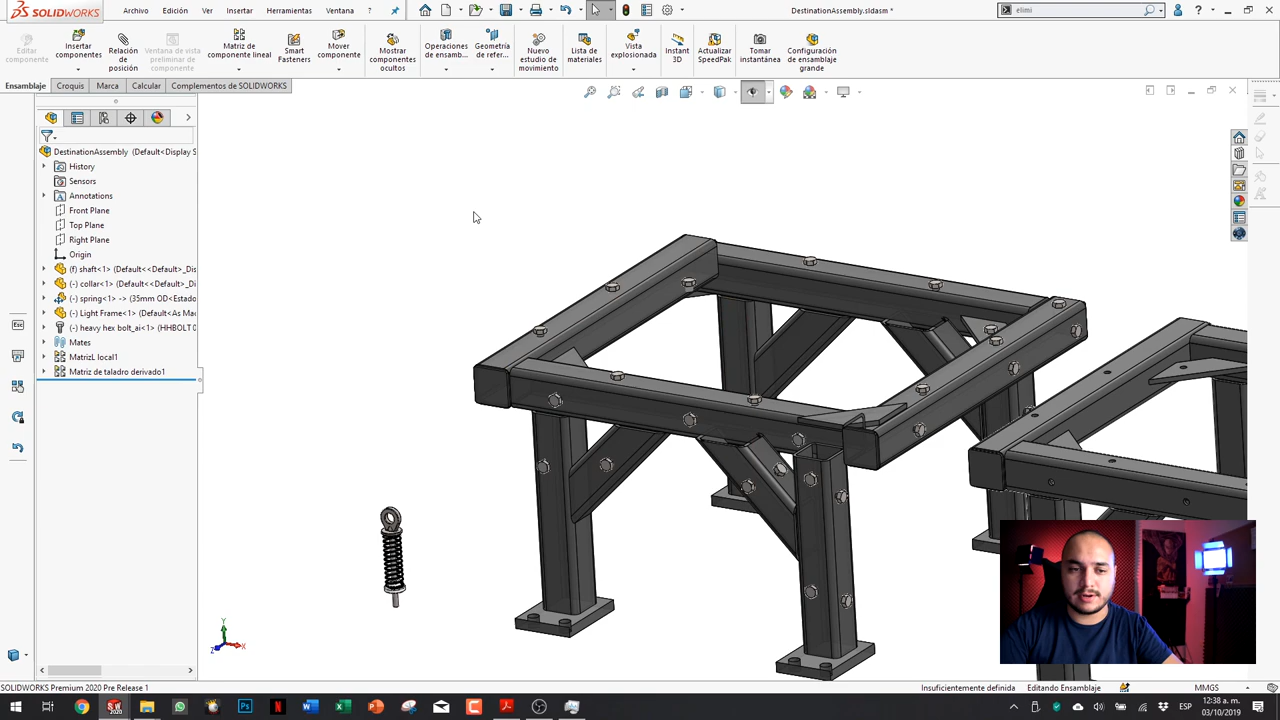 SOLIDWORKS
Archivo
Edición
Ver
Insertar
Herramientas
Ventana
?
DestinationAssembly.sldasm *
elimi
Editar componente
Insertar componentes
Relación de posición
Ventana de vista preliminar de componente
Matriz de componente lineal
Smart Fasteners
Mover componente
Mostrar componentes ocultos
Operaciones de ensamb...
Geometría de refer...
Nuevo estudio de movimiento
Lista de materiales
Vista explosionada
Instant 3D
Actualizar SpeedPak
Tomar instantánea
Configuración de ensamblaje grande
Ensamblaje
Croquis
Marca
Calcular
Complementos de SOLIDWORKS
DestinationAssembly (Default<Display S
History
Sensors
Annotations
Front Plane
Top Plane
Right Plane
Origin
(f) shaft<1> (Default<<Default>_Dis
(-) collar<1> (Default<<Default>_Di
(-) spring<1> -> (35mm OD<Estado
(-) Light Frame<1> (Default<As Mac
(-) heavy hex bolt_ai<1> (HHBOLT 0
Mates
MatrizL local1
Matriz de taladro derivado1
Esc
Y
X
Z
SOLIDWORKS Premium 2020 Pre Release 1
Insuficientemente definida
Editando Ensamblaje
MMGS
ESP
12:38 a. m.
03/10/2019